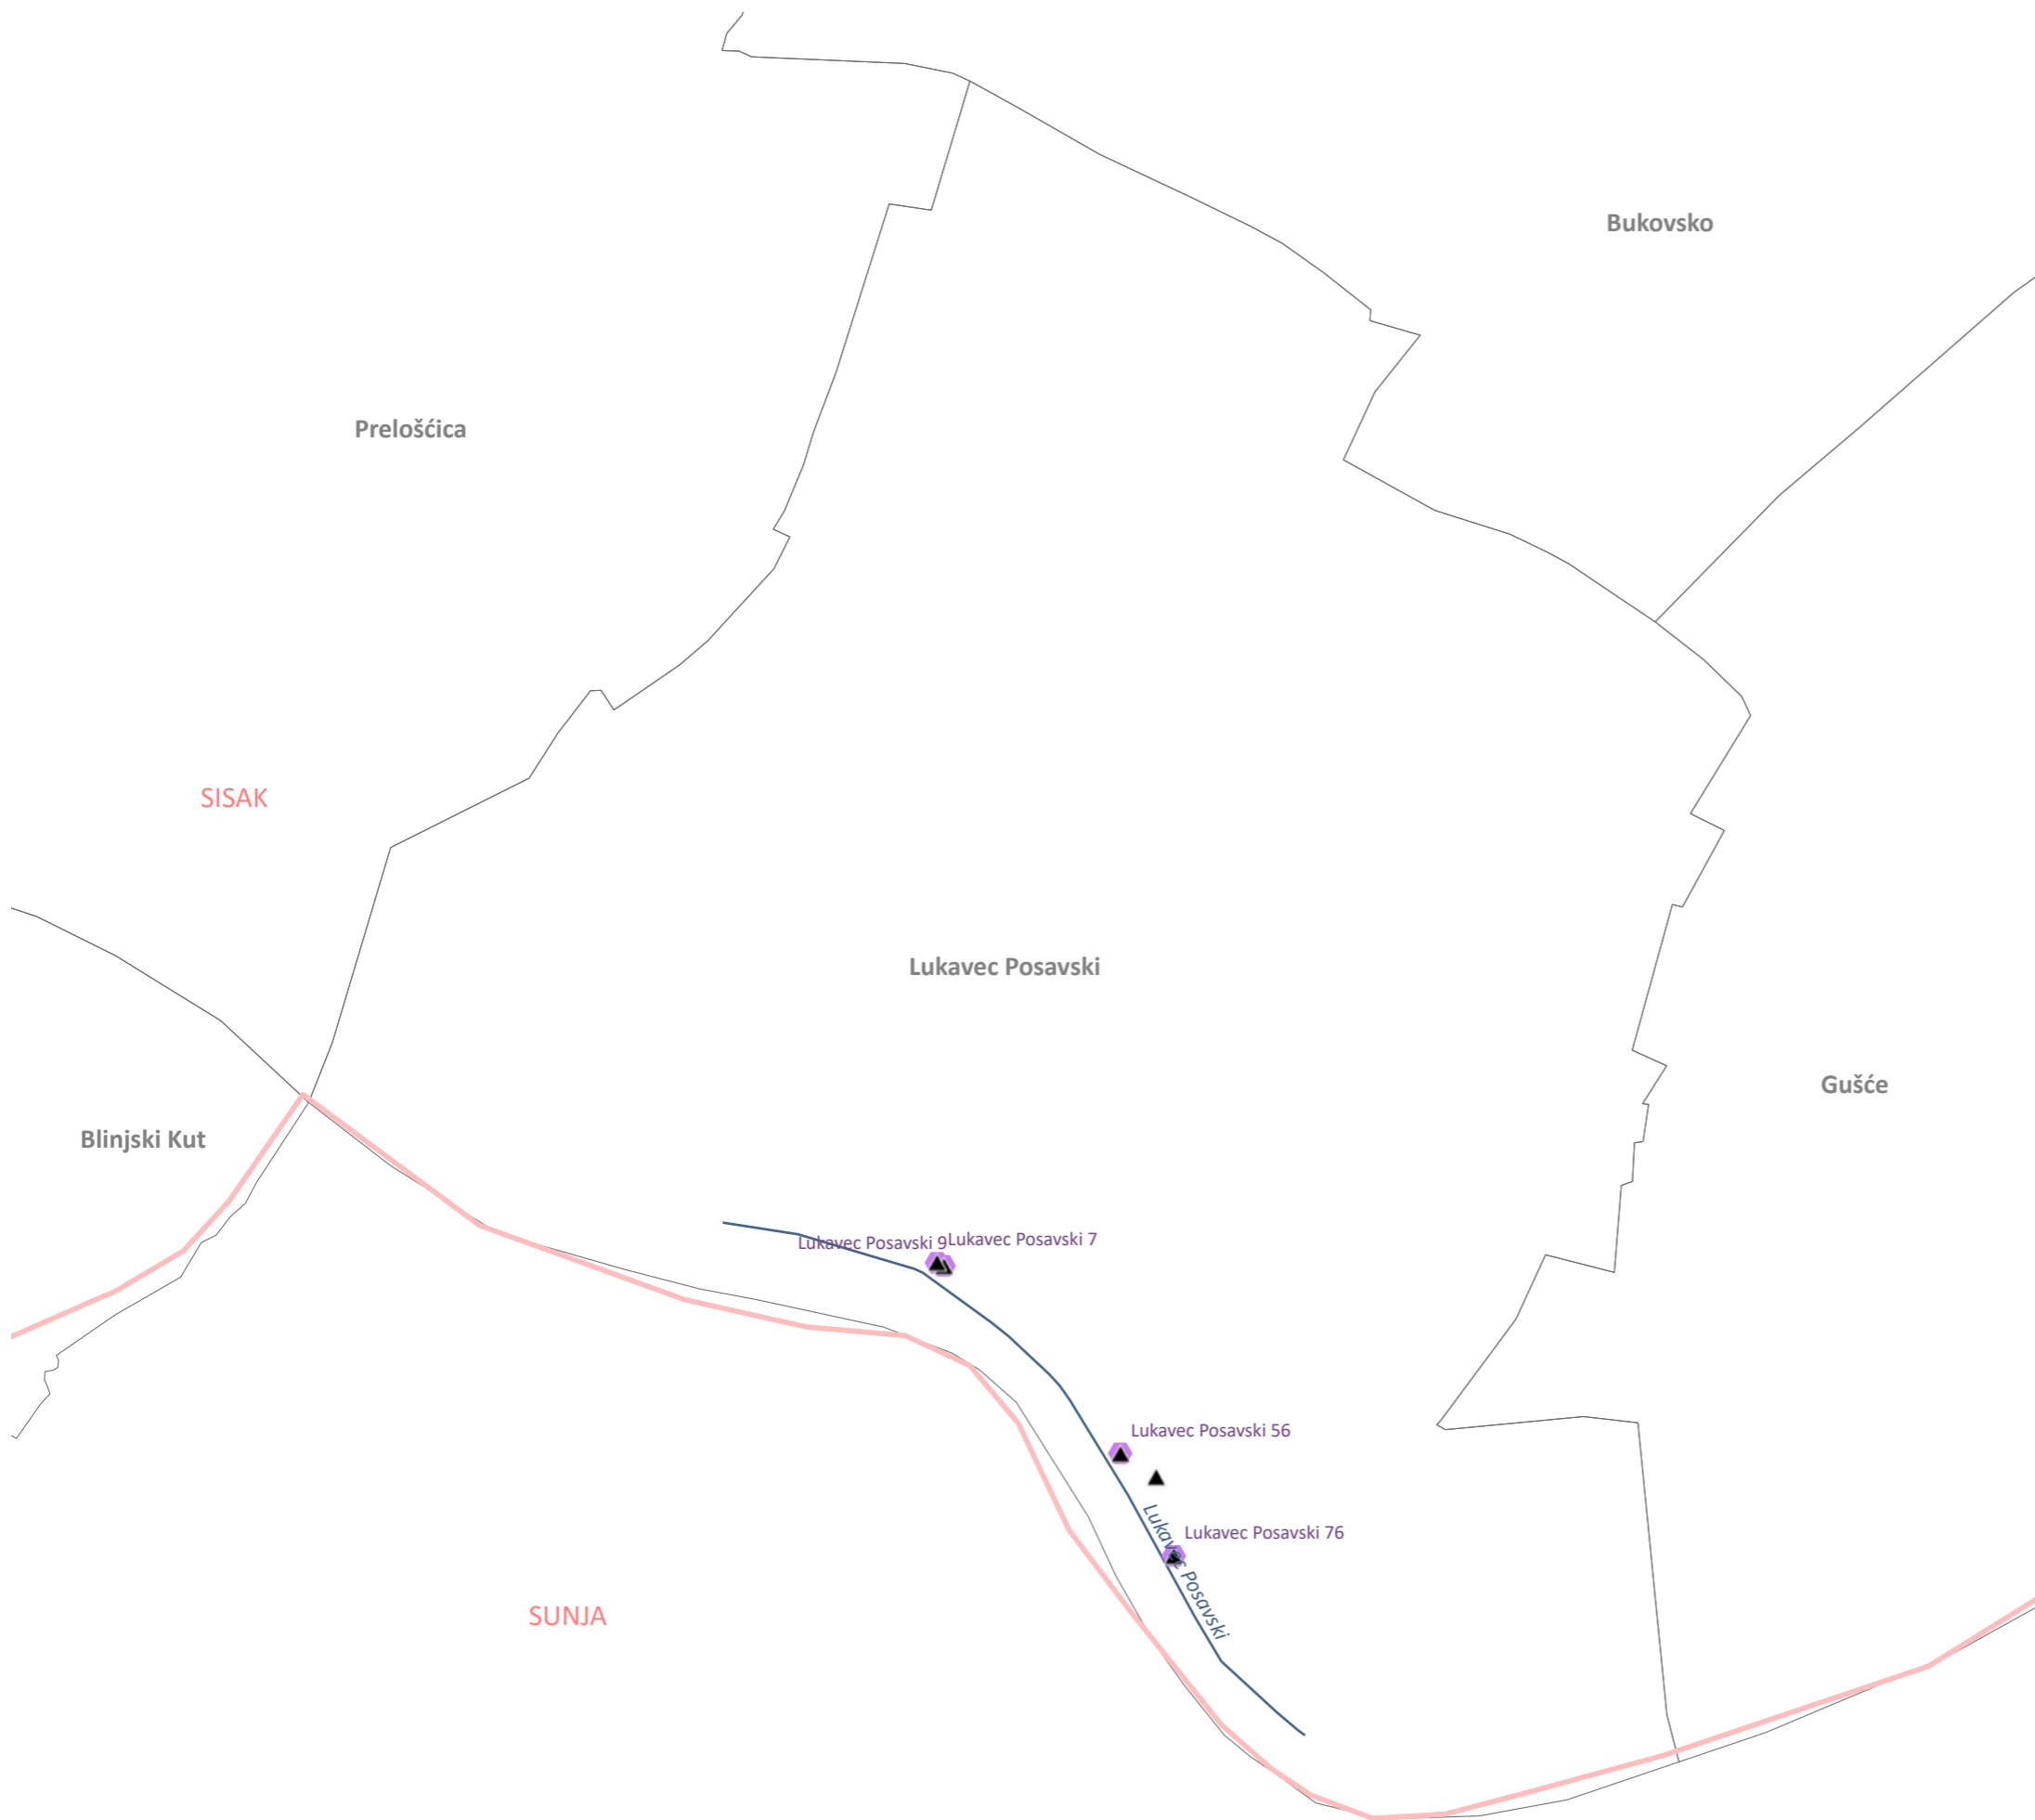 Bukovsko
Prelošćica
SISAK
Lukavec Posavski
Gušće
Blinjski Kut
Lukavec Posavski 9
Lukavec Posavski 7
Lukavec Posavski 56
Lukavec Posavski
Lukavec Posavski 76
SUNJA